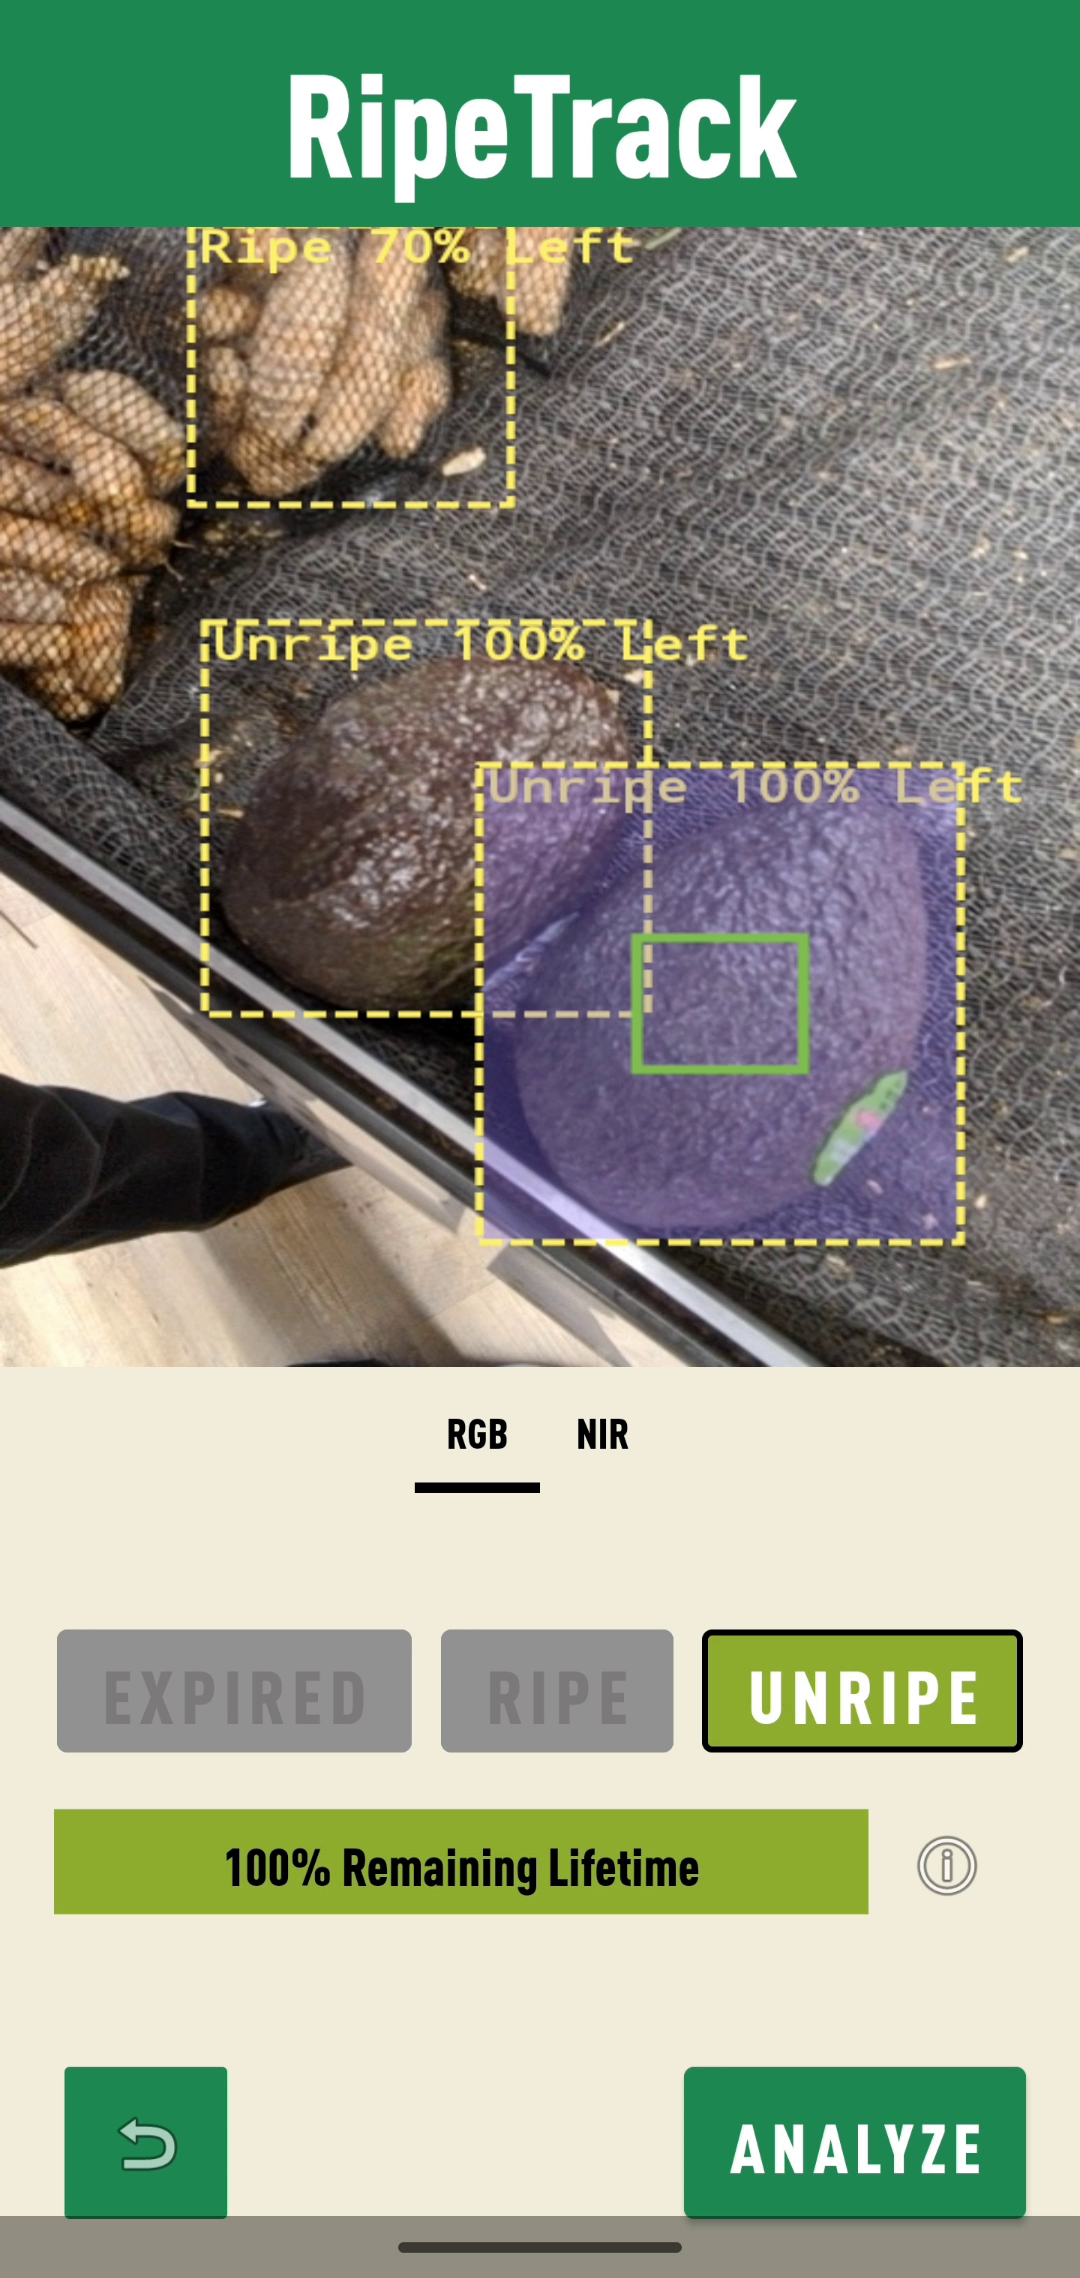 RipeTrack
Ripe 70% Left
Unripe 100% Left
Unripe 100% Left
RGB NIR
EXPIRED RIPE UNRIPE
100% Remaining Lifetime
ANALYZE